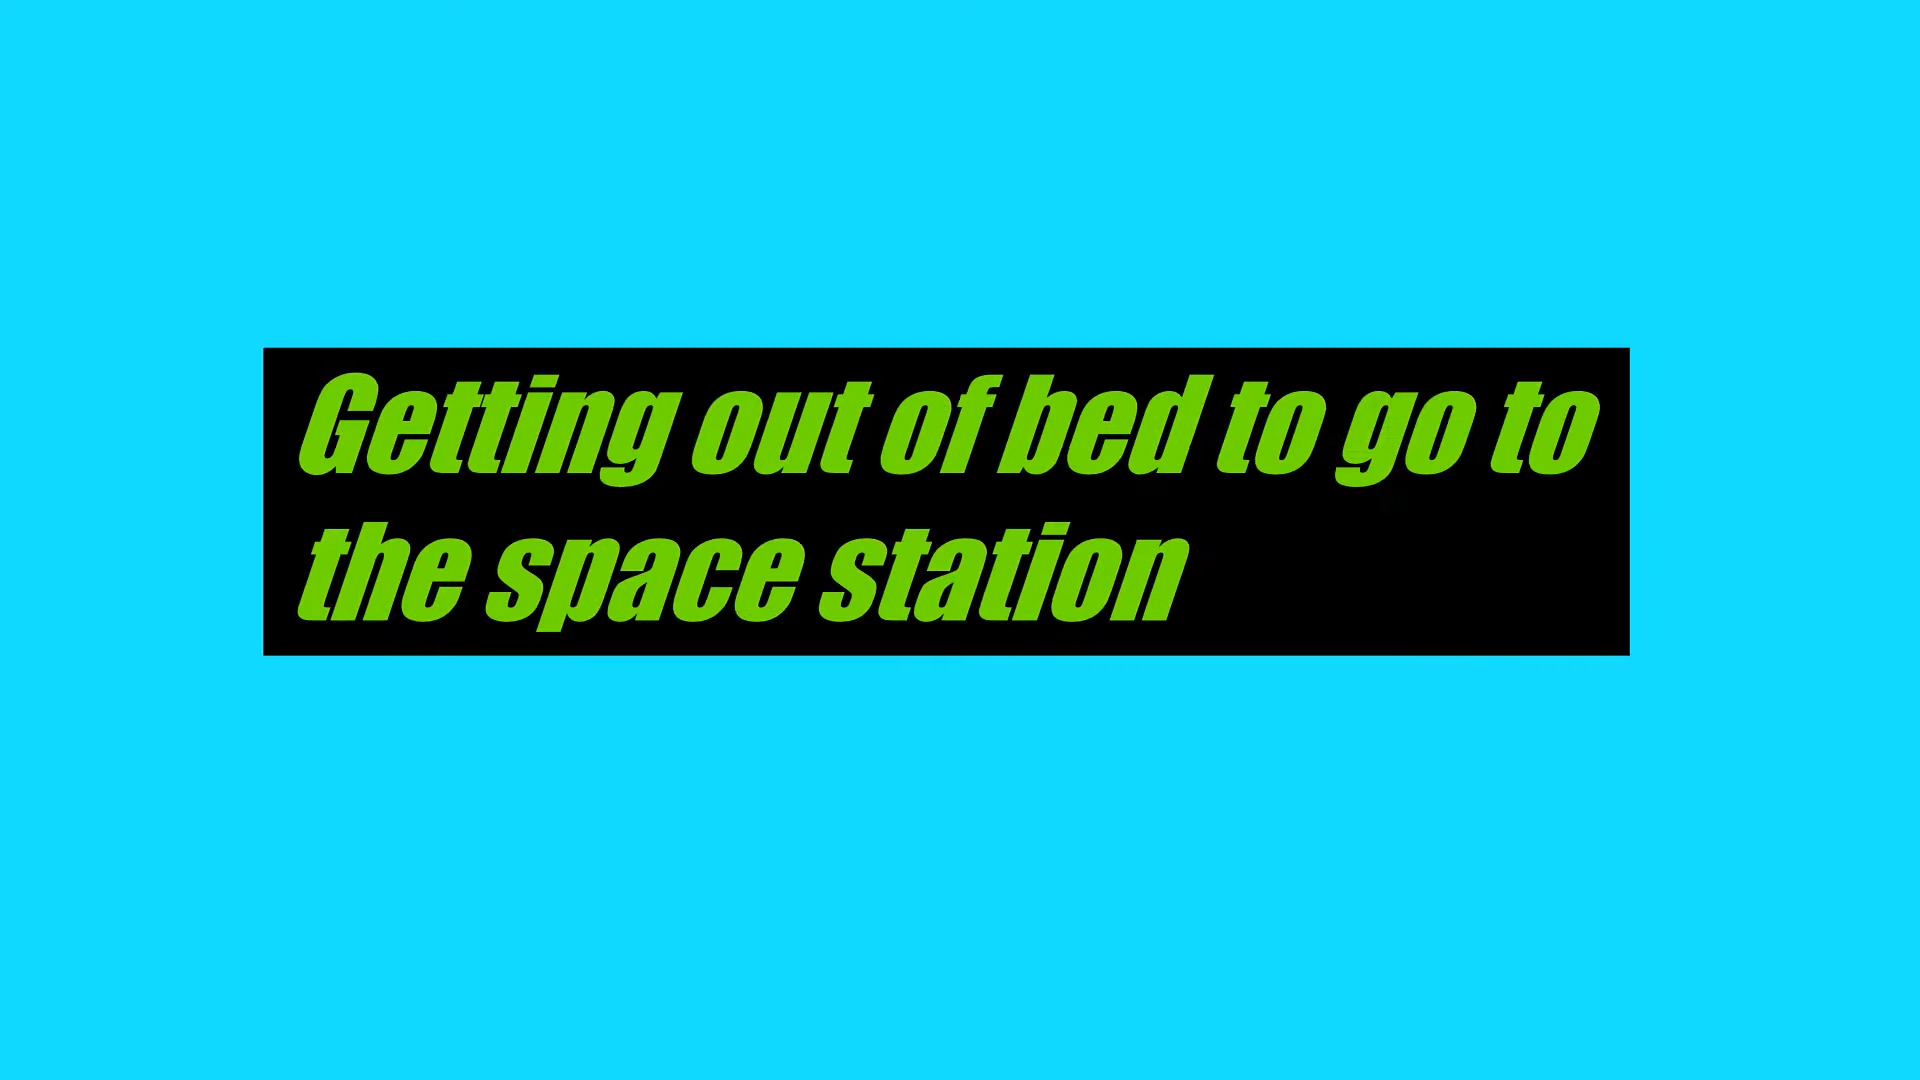 Getting out of bed to go to
the space station